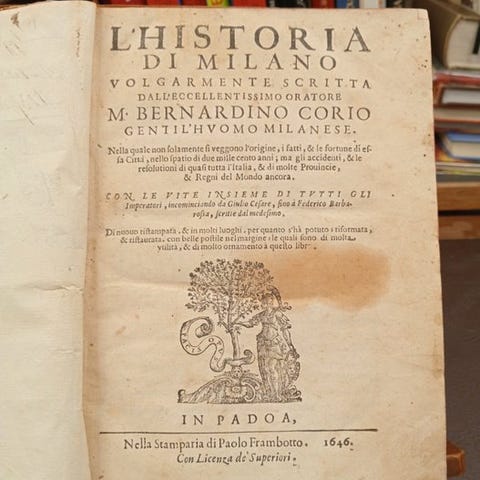 L'HISTORIA
DI MILANO
VOLGARMENTE SCRITTA
DALL'ECCELLENTISSIMO ORATORE
M. BERNARDINO CORIO
GENTIL'HVOMO MILANESE.
Nella quale non solamente si veggono l'origine, i fatti, & le fortune di es-
sa Città, nello spatio di due mille cento anni; ma gli accidenti, & le
resolutioni di quasi tutta l'Italia, & di molte Prouincie,
& Regni del Mondo ancora.
CON LE VITE INSIEME DI TVTTI GLI
Imperatori, incominciando da Giulio Cesare, fino à Federico Barba-
rossa, scritte dal medesimo.
Di nuouo ristampata, & in molti luoghi, per quanto s'hà potuto; riformata,
& ristaurata, con belle postile nel margine; le quali sono di molta
vtilità, & di molto ornamento à questo libro.
IN PADOA,
Nella Stamparia di Paolo Frambotto. 1646.
Con Licenza de' Superiori.